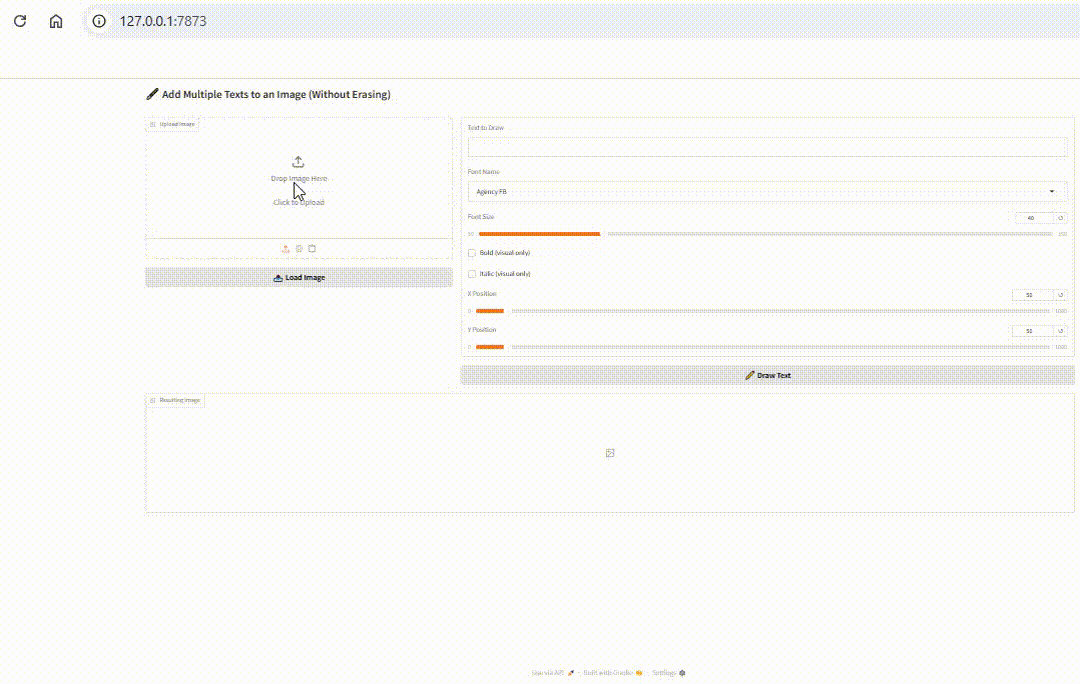 127.0.0.1:7873
Add Multiple Texts to an Image (Without Erasing)
Upload Image
Drop Image Here
Click to Upload
Load Image
Text to Draw
Font Name
Agency FB
Font Size
40
10
150
Bold (visual only)
Italic (visual only)
X Position
50
0
1000
Y Position
50
0
1000
Draw Text
Resulting Image
Use via API · Built with Gradio · Settings